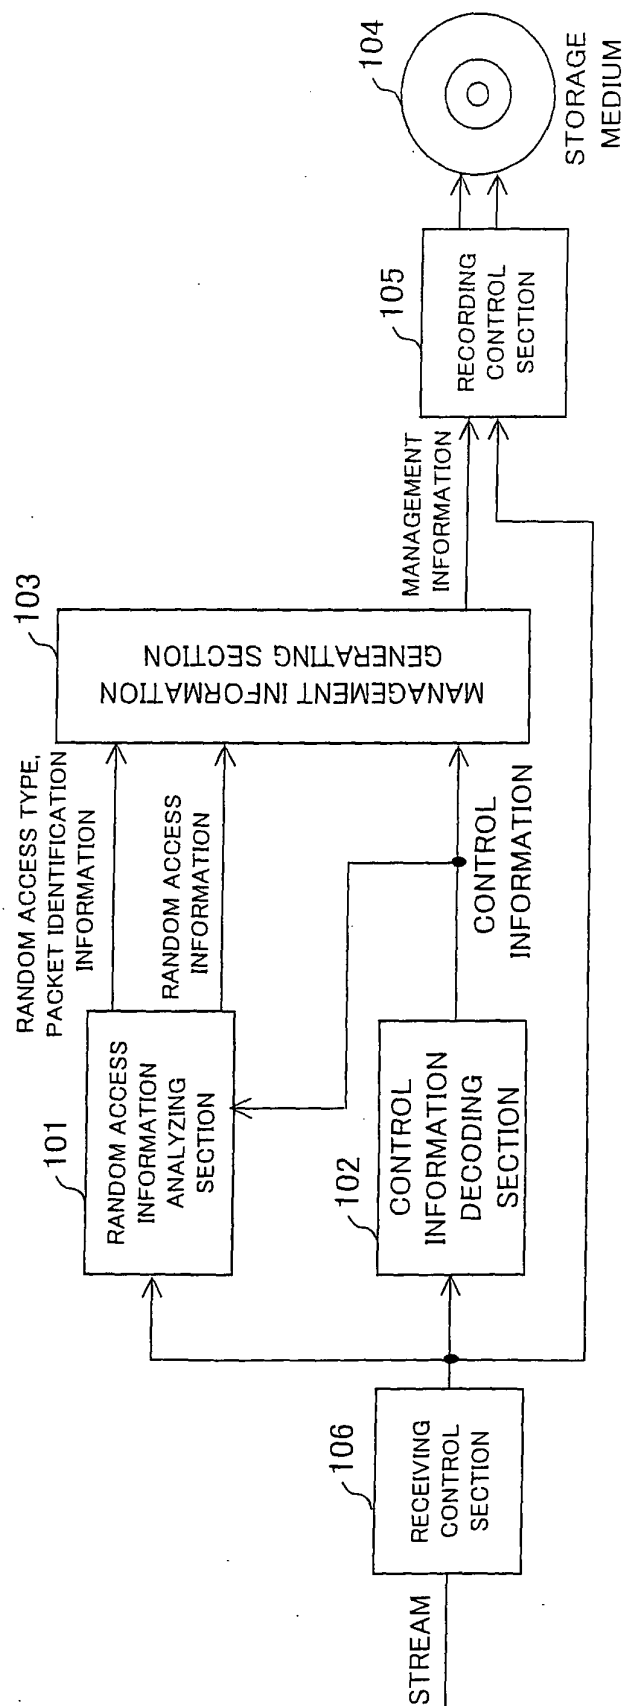 STREAM
106
RECEIVING
CONTROL
SECTION
101
RANDOM ACCESS
INFORMATION
ANALYZING
SECTION
102
CONTROL
INFORMATION
DECODING
SECTION
RANDOM ACCESS TYPE,
PACKET IDENTIFICATION
INFORMATION
RANDOM ACCESS
INFORMATION
CONTROL
INFORMATION
103
MANAGEMENT INFORMATION
GENERATING SECTION
MANAGEMENT
INFORMATION
105
RECORDING
CONTROL
SECTION
104
STORAGE
MEDIUM